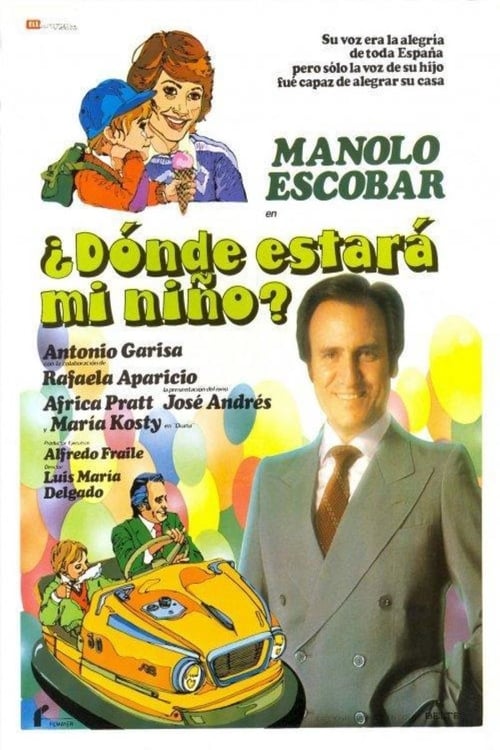 Su voz era la alegría
de toda España
pero sólo la voz de su hijo
fué capaz de alegrar su casa
MANOLO
ESCOBAR
en
¿Dónde estará
mi niño?
Antonio Garisa
con la colaboración de
Rafaela Aparicio
la presentación del niño
Africa Pratt José Andrés
y María Kosty en "Diana"
Productor Ejecutivo
Alfredo Fraile
Director
Luis María
Delgado